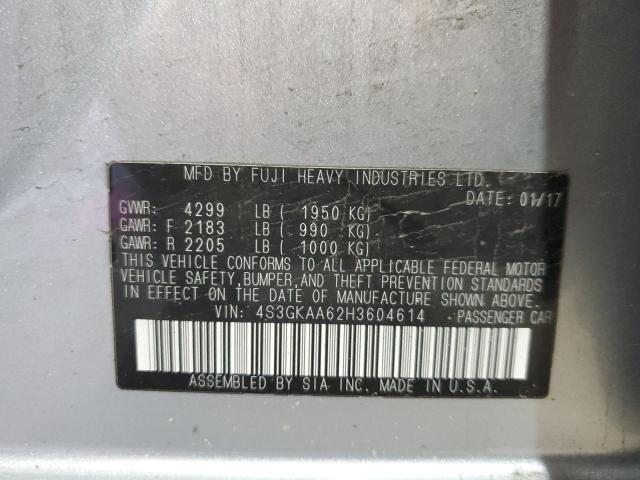 MFD BY FUJI HEAVY INDUSTRIES LTD.
DATE: 01/17
GVWR: 4299 LB ( 1950 KG)
GAWR: F 2183 LB ( 990 KG)
GAWR: R 2205 LB ( 1000 KG)
THIS VEHICLE CONFORMS TO ALL APPLICABLE FEDERAL MOTOR
VEHICLE SAFETY, BUMPER, AND THEFT PREVENTION STANDARDS
IN EFFECT ON THE DATE OF MANUFACTURE SHOWN ABOVE.
VIN: 4S3GKAA62H3604614 PASSENGER CAR
ASSEMBLED BY SIA INC. MADE IN U.S.A.